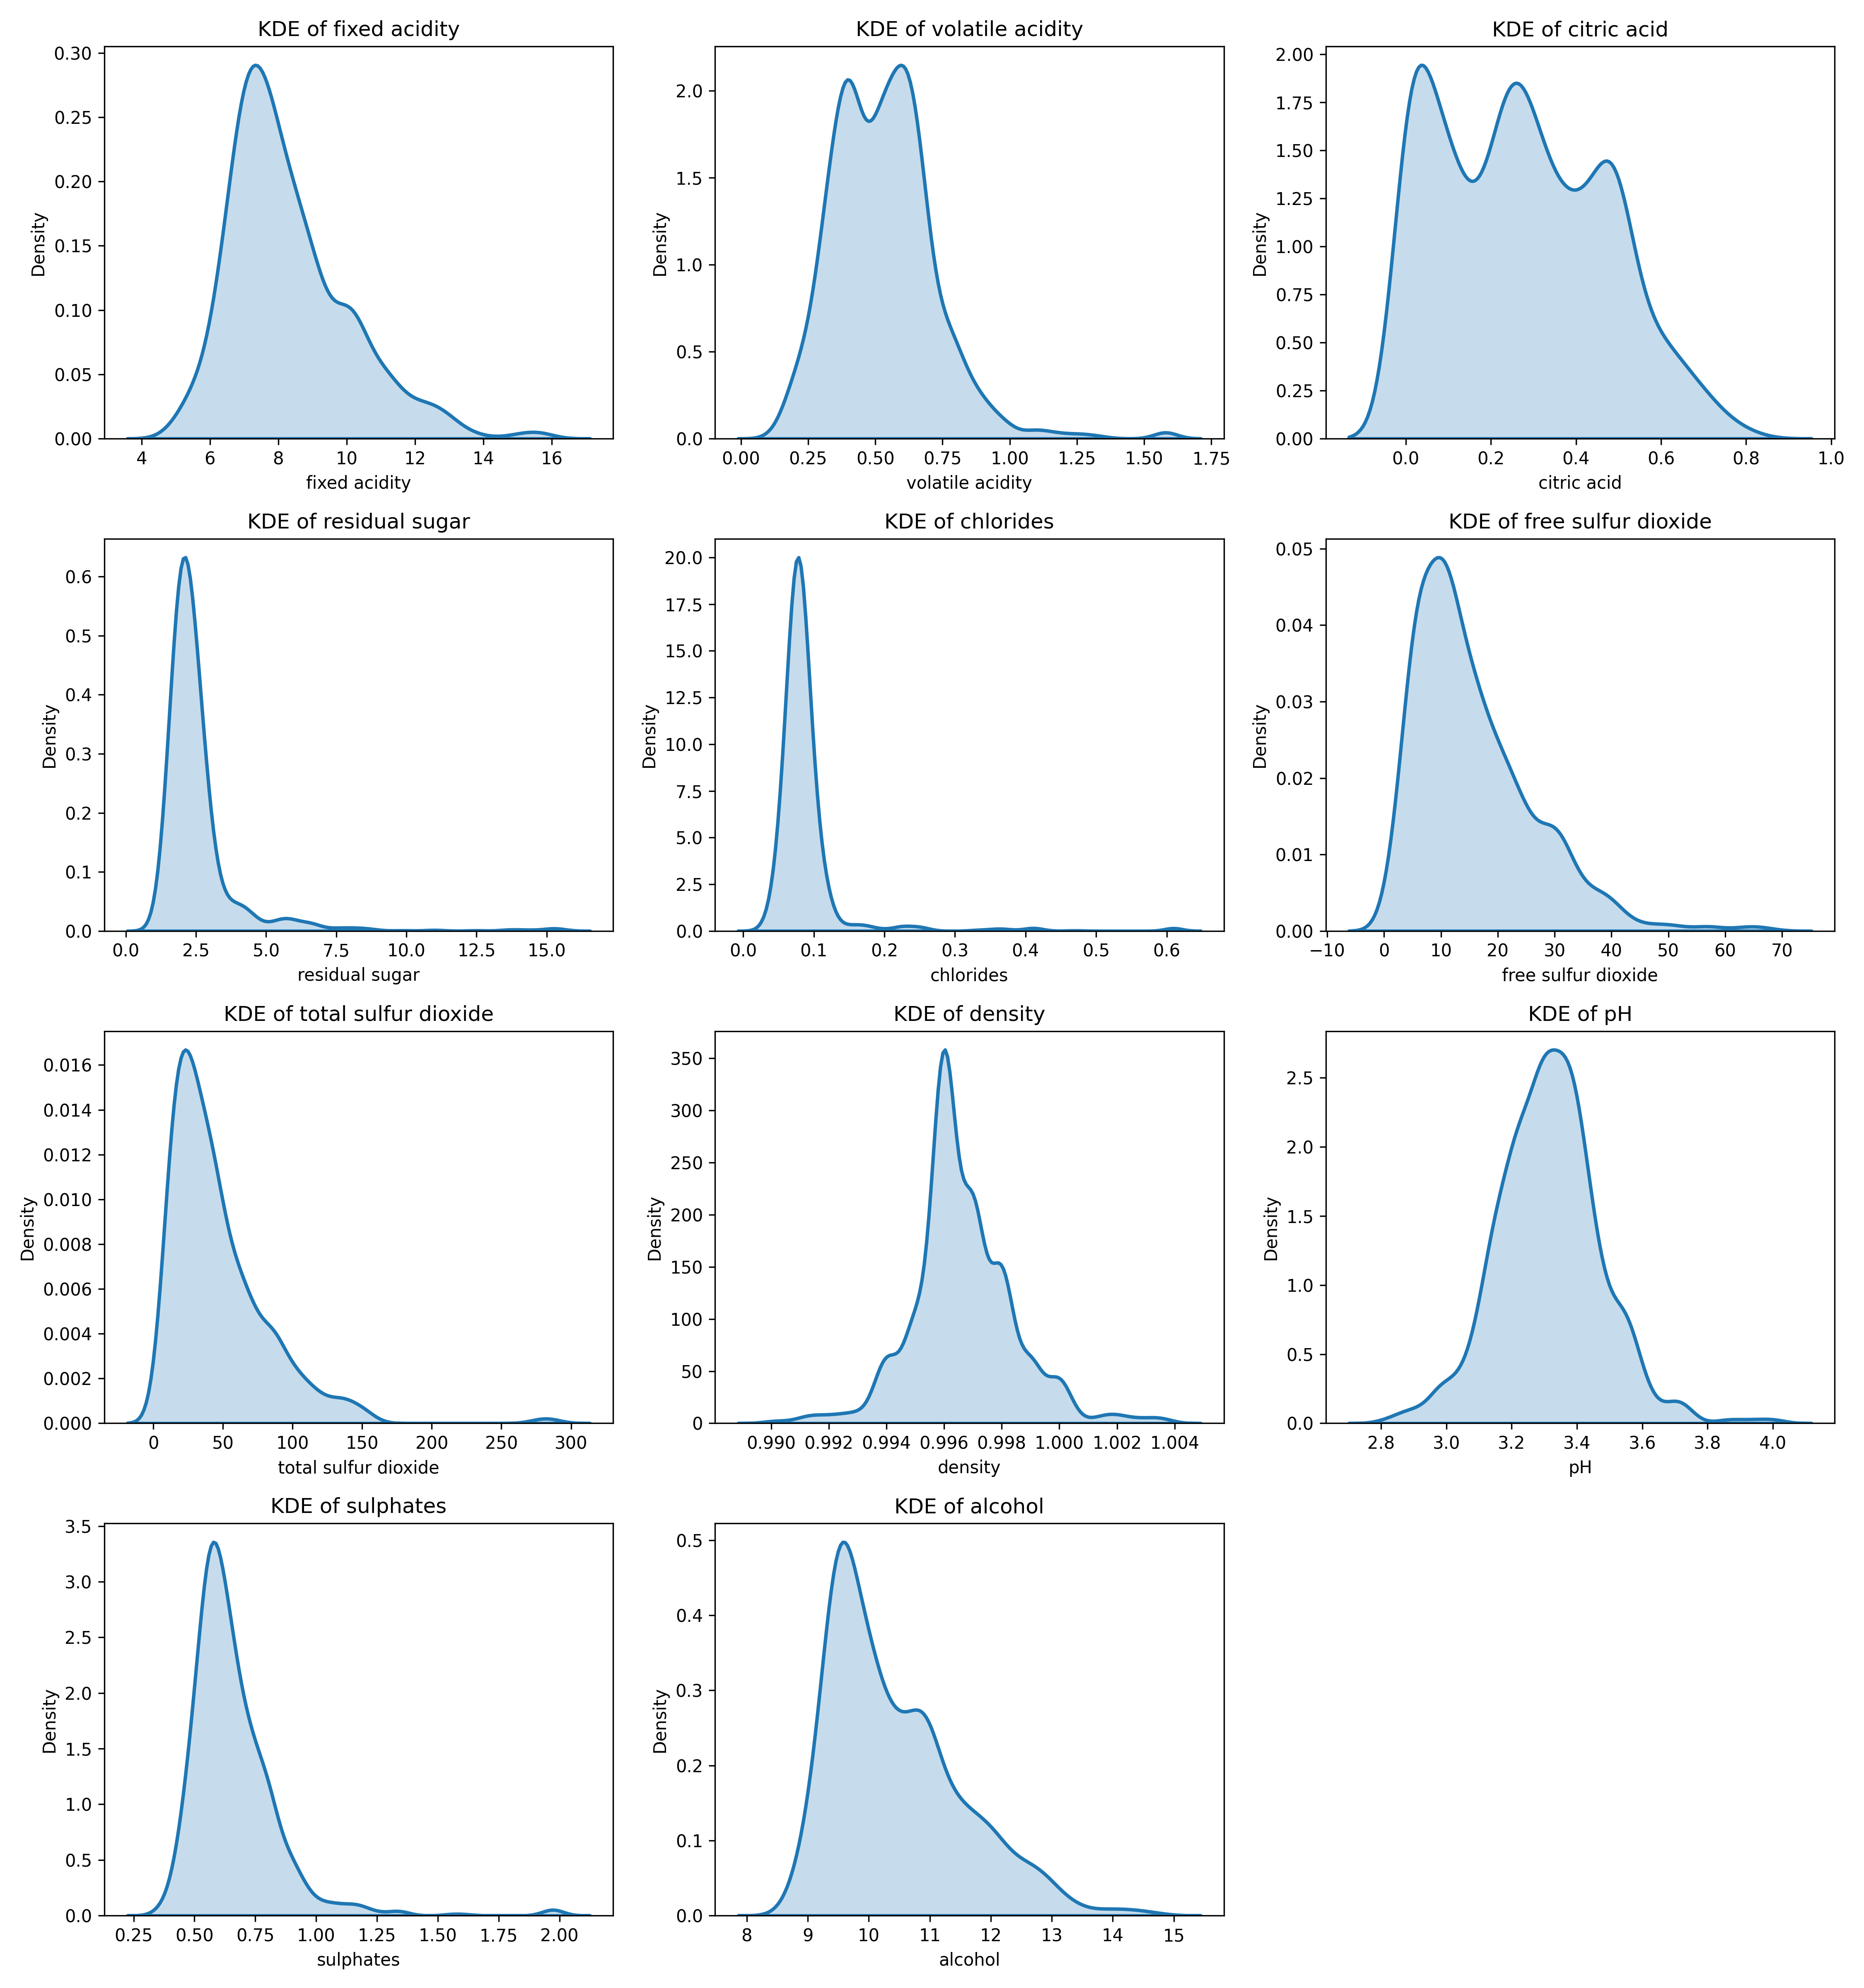 KDE of fixed acidity
Density
0.30
0.25
0.20
0.15
0.10
0.05
0.00
4 6 8 10 12 14 16
fixed acidity
KDE of volatile acidity
Density
2.0
1.5
1.0
0.5
0.0
0.00 0.25 0.50 0.75 1.00 1.25 1.50 1.75
volatile acidity
KDE of citric acid
Density
2.00
1.75
1.50
1.25
1.00
0.75
0.50
0.25
0.00
0.0 0.2 0.4 0.6 0.8 1.0
citric acid
KDE of residual sugar
Density
0.6
0.5
0.4
0.3
0.2
0.1
0.0
0.0 2.5 5.0 7.5 10.0 12.5 15.0
residual sugar
KDE of chlorides
Density
20.0
17.5
15.0
12.5
10.0
7.5
5.0
2.5
0.0
0.0 0.1 0.2 0.3 0.4 0.5 0.6
chlorides
KDE of free sulfur dioxide
Density
0.05
0.04
0.03
0.02
0.01
0.00
−10 0 10 20 30 40 50 60 70
free sulfur dioxide
KDE of total sulfur dioxide
Density
0.016
0.014
0.012
0.010
0.008
0.006
0.004
0.002
0.000
0 50 100 150 200 250 300
total sulfur dioxide
KDE of density
Density
350
300
250
200
150
100
50
0
0.990 0.992 0.994 0.996 0.998 1.000 1.002 1.004
density
KDE of pH
Density
2.5
2.0
1.5
1.0
0.5
0.0
2.8 3.0 3.2 3.4 3.6 3.8 4.0
pH
KDE of sulphates
Density
3.5
3.0
2.5
2.0
1.5
1.0
0.5
0.0
0.25 0.50 0.75 1.00 1.25 1.50 1.75 2.00
sulphates
KDE of alcohol
Density
0.5
0.4
0.3
0.2
0.1
0.0
8 9 10 11 12 13 14 15
alcohol